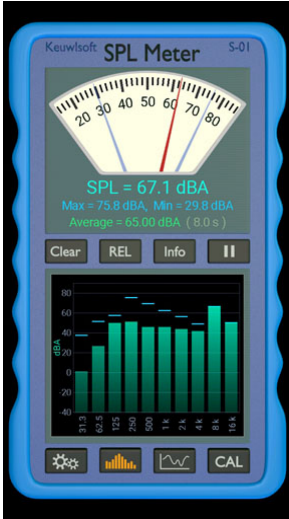 Keuwlsoft SPL Meter S-01
20 30 40 50 60 70 80
SPL = 67.1 dBA
Max = 75.8 dBA, Min = 29.8 dBA
Average = 65.00 dBA ( 8.0 s )
Clear REL Info
80
60
40
20
0
-20
-40
dBA
31.3 62.5 125 250 500 1 k 2 k 4 k 8 k 16 k
CAL